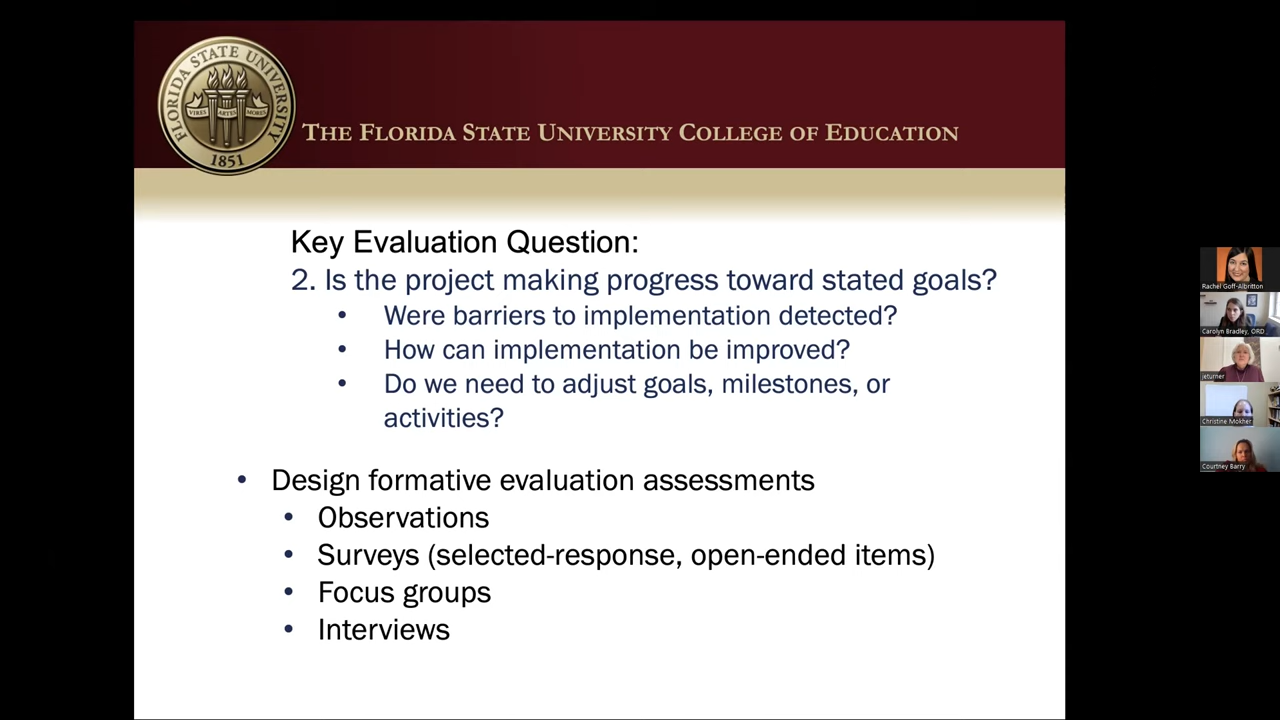 FLORIDA STATE UNIVERSITY
VIRES ARTES MORES
1851
THE FLORIDA STATE UNIVERSITY COLLEGE OF EDUCATION
Key Evaluation Question:
2. Is the project making progress toward stated goals?
• Were barriers to implementation detected?
• How can implementation be improved?
• Do we need to adjust goals, milestones, or
activities?
• Design formative evaluation assessments
• Observations
• Surveys (selected-response, open-ended items)
• Focus groups
• Interviews
Rachel Goff-Albritton
Carolyn Bradley, ORD
jeturner
Christine Mokher
Courtney Barry